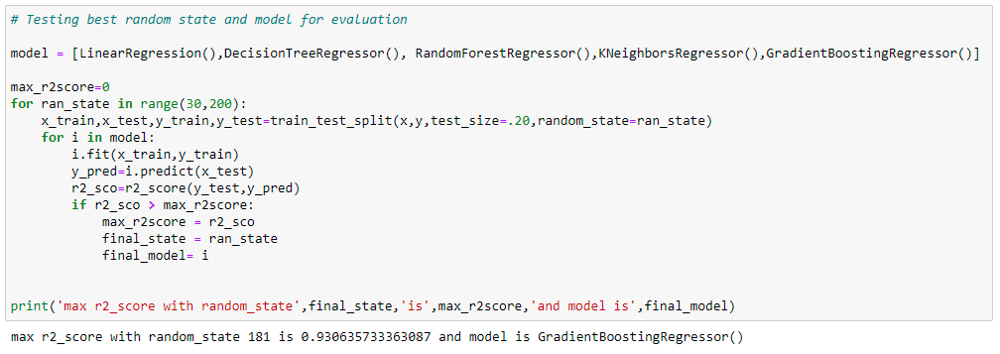 # Testing best random state and model for evaluation
model = [LinearRegression(),DecisionTreeRegressor(), RandomForestRegressor(),KNeighborsRegressor(),GradientBoostingRegressor()]
max_r2score=0
for ran_state in range(30,200):
    x_train,x_test,y_train,y_test=train_test_split(x,y,test_size=.20,random_state=ran_state)
    for i in model:
        i.fit(x_train,y_train)
        y_pred=i.predict(x_test)
        r2_sco=r2_score(y_test,y_pred)
        if r2_sco > max_r2score:
            max_r2score = r2_sco
            final_state = ran_state
            final_model= i
print('max r2_score with random_state',final_state,'is',max_r2score,'and model is',final_model)
max r2_score with random_state 181 is 0.930635733363087 and model is GradientBoostingRegressor()